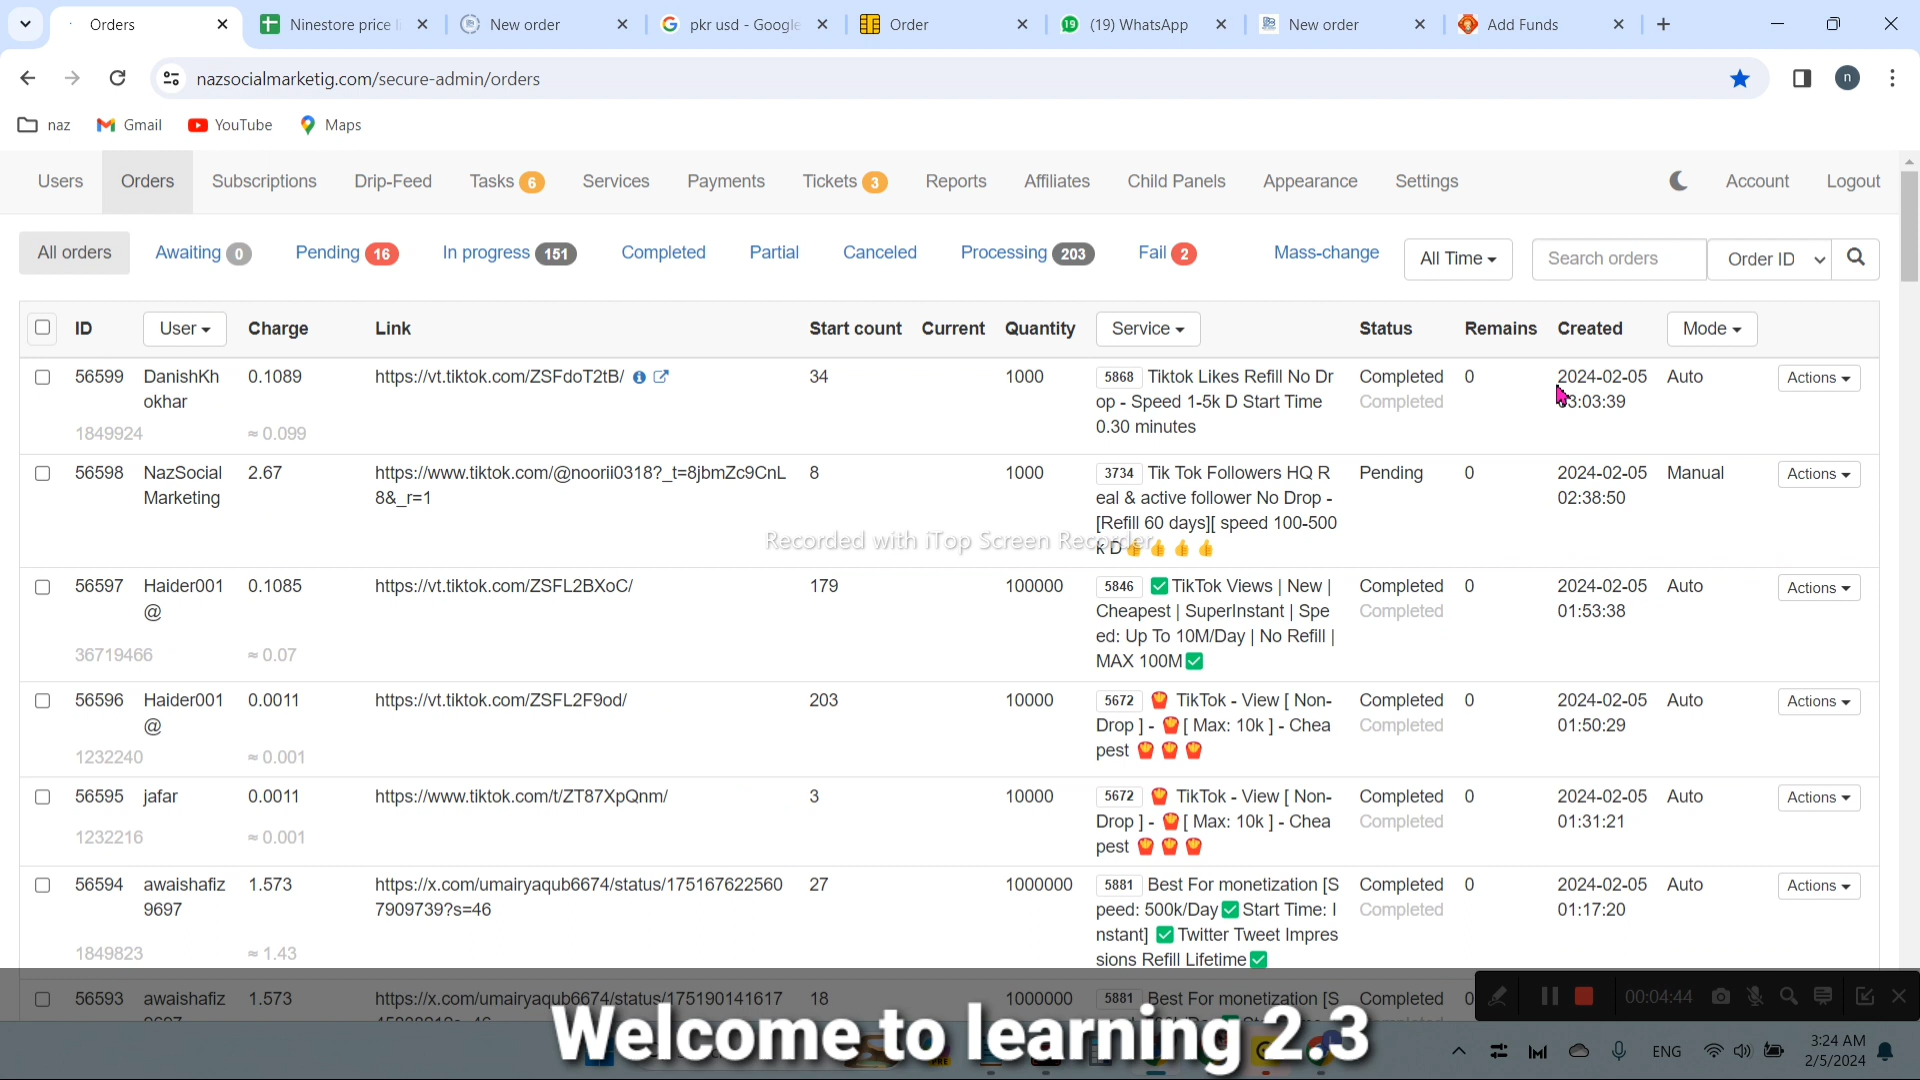 Orders
Ninestore price l
New order
pkr usd - Google
Order
(19) WhatsApp
New order
Add Funds
nazsocialmarketig.com/secure-admin/orders
n
naz
Gmail
YouTube
Maps
Users
Orders
Subscriptions
Drip-Feed
Tasks 6
Services
Payments
Tickets 3
Reports
Affiliates
Child Panels
Appearance
Settings
Account
Logout
All orders
Awaiting 0
Pending 16
In progress 151
Completed
Partial
Canceled
Processing 203
Fail 2
Mass-change
All Time
Search orders
Order ID
ID User Charge Link Start count Current Quantity Service Status Remains Created Mode
56599 DanishKh 0.1089 https://vt.tiktok.com/ZSFdoT2tB/ 34 1000 5868 Tiktok Likes Refill No Dr Completed 0 2024-02-05 Auto Actions
okhar op - Speed 1-5k D Start Time Completed 3:03:39
1849924 ≈ 0.099 0.30 minutes
56598 NazSocial 2.67 https://www.tiktok.com/@noorii0318?_t=8jbmZc9CnL 8 1000 3734 Tik Tok Followers HQ R Pending 0 2024-02-05 Manual Actions
Marketing 8&_r=1 eal & active follower No Drop - 02:38:50
[Refill 60 days][ speed 100-500
K D👍👍👍👍
Recorded with iTop Screen Recorder
56597 Haider001 0.1085 https://vt.tiktok.com/ZSFL2BXoC/ 179 100000 5846 ✅TikTok Views | New | Completed 0 2024-02-05 Auto Actions
@ Cheapest | SuperInstant | Spe Completed 01:53:38
ed: Up To 10M/Day | No Refill |
36719466 ≈ 0.07 MAX 100M✅
56596 Haider001 0.0011 https://vt.tiktok.com/ZSFL2F9od/ 203 10000 5672 🍟 TikTok - View [ Non- Completed 0 2024-02-05 Auto Actions
@ Drop ] - 🍟[ Max: 10k ] - Chea Completed 01:50:29
1232240 ≈ 0.001 pest 🍟🍟🍟
56595 jafar 0.0011 https://www.tiktok.com/t/ZT87XpQnm/ 3 10000 5672 🍟 TikTok - View [ Non- Completed 0 2024-02-05 Auto Actions
Drop ] - 🍟[ Max: 10k ] - Chea Completed 01:31:21
1232216 ≈ 0.001 pest 🍟🍟🍟
56594 awaishafiz 1.573 https://x.com/umairyaqub6674/status/175167622560 27 1000000 5881 Best For monetization [S Completed 0 2024-02-05 Auto Actions
9697 7909739?s=46 peed: 500k/Day✅Start Time: I Completed 01:17:20
nstant] ✅Twitter Tweet Impres
1849823 ≈ 1.43 sions Refill Lifetime✅
56593 awaishafiz 1.573 https://x.com/umairyaqub6674/status/175190141617 18 1000000 5881 Best For monetization [S Completed 0
00:04:44
Welcome to learning 2.3
ENG
3:24 AM
2/5/2024